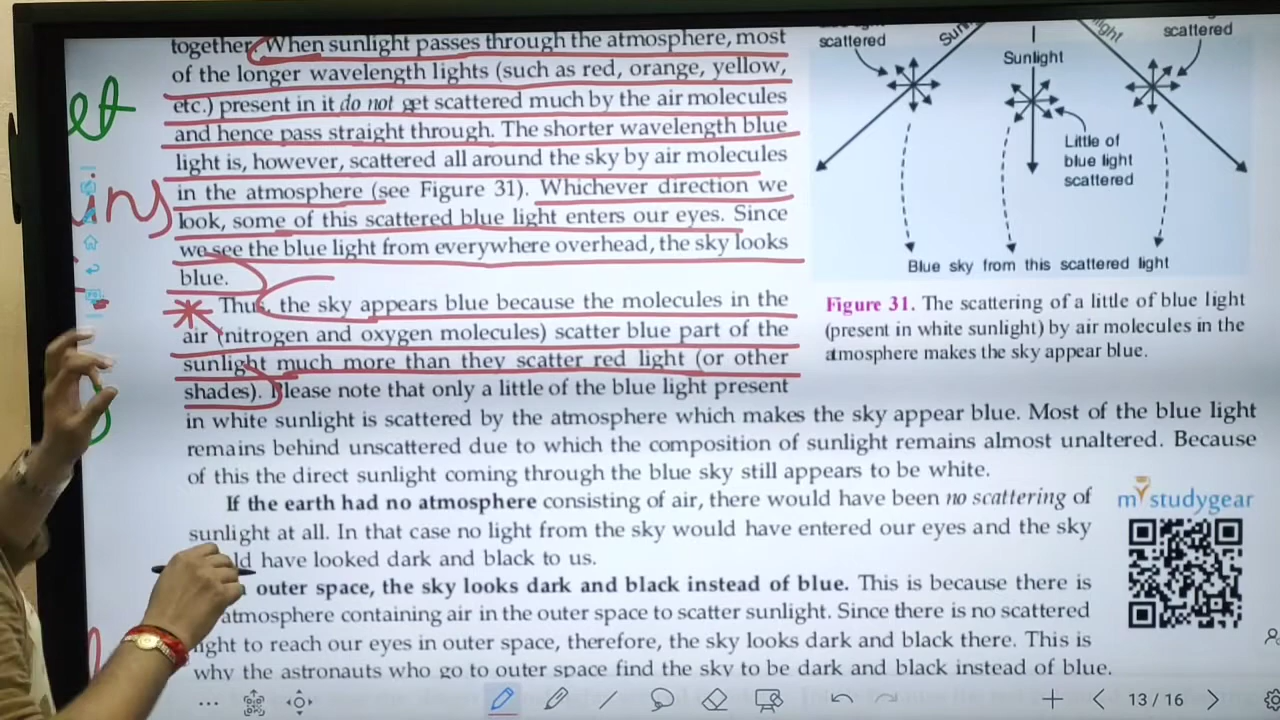 et
ins
together. When sunlight passes through the atmosphere, most
of the longer wavelength lights (such as red, orange, yellow,
etc.) present in it do not get scattered much by the air molecules
and hence pass straight through. The shorter wavelength blue
light is, however, scattered all around the sky by air molecules
in the atmosphere (see Figure 31). Whichever direction we
look, some of this scattered blue light enters our eyes. Since
we see the blue light from everywhere overhead, the sky looks
blue.
Thus, the sky appears blue because the molecules in the
air (nitrogen and oxygen molecules) scatter blue part of the
sunlight much more than they scatter red light (or other
shades). Please note that only a little of the blue light present
in white sunlight is scattered by the atmosphere which makes the sky appear blue. Most of the blue light
remains behind unscattered due to which the composition of sunlight remains almost unaltered. Because
of this the direct sunlight coming through the blue sky still appears to be white.
If the earth had no atmosphere consisting of air, there would have been no scattering of
sunlight at all. In that case no light from the sky would have entered our eyes and the sky
have looked dark and black to us.
outer space, the sky looks dark and black instead of blue. This is because there is
atmosphere containing air in the outer space to scatter sunlight. Since there is no scattered
light to reach our eyes in outer space, therefore, the sky looks dark and black there. This is
why the astronauts who go to outer space find the sky to be dark and black instead of blue.
scattered
Sunlight
scattered
Little of
blue light
scattered
Blue sky from this scattered light
Figure 31. The scattering of a little of blue light
(present in white sunlight) by air molecules in the
atmosphere makes the sky appear blue.
mystudygear
13 / 16